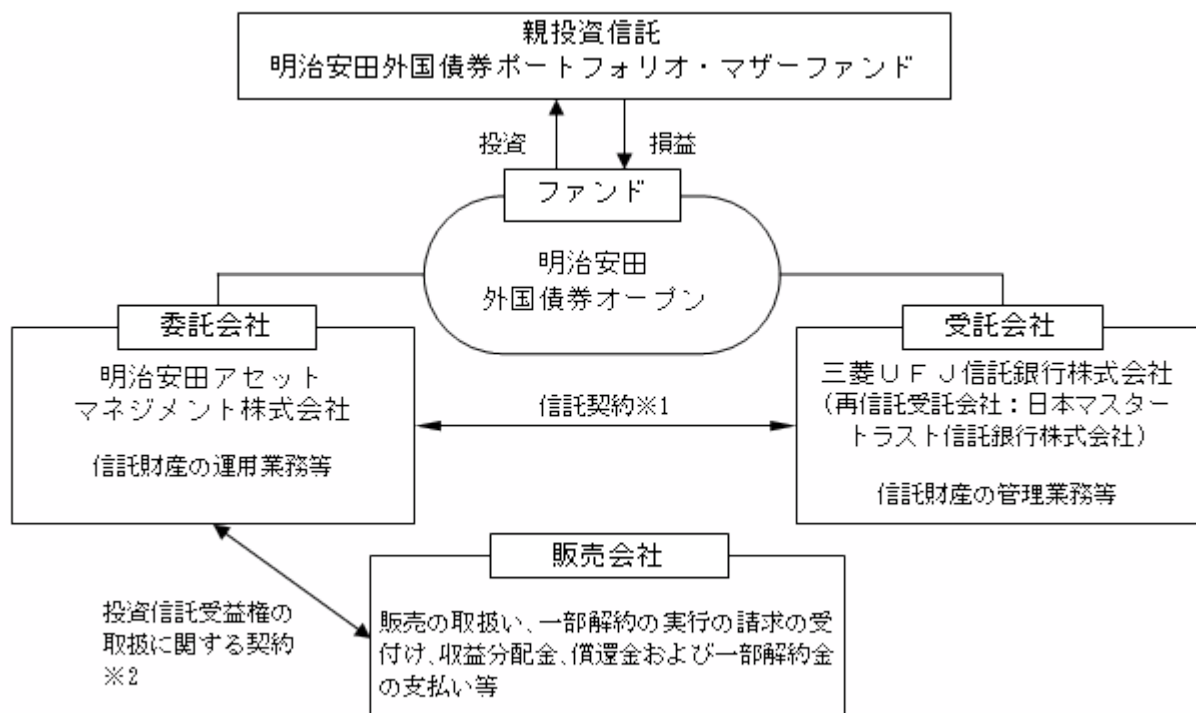 親投資信託
明治安田外国債券ポートフォリオ・マザーファンド
投資
損益
ファンド
明治安田
外国債券オープン
委託会社
明治安田アセット
マネジメント株式会社
信託財産の運用業務等
信託契約※1
受託会社
三菱ＵＦＪ信託銀行株式会社
（再信託受託会社：日本マスター
トラスト信託銀行株式会社）
信託財産の管理業務等
投資信託受益権の
取扱に関する契約
※2
販売会社
販売の取扱い、一部解約の実行の請求の受
付け、収益分配金、償還金および一部解約金
の支払い等